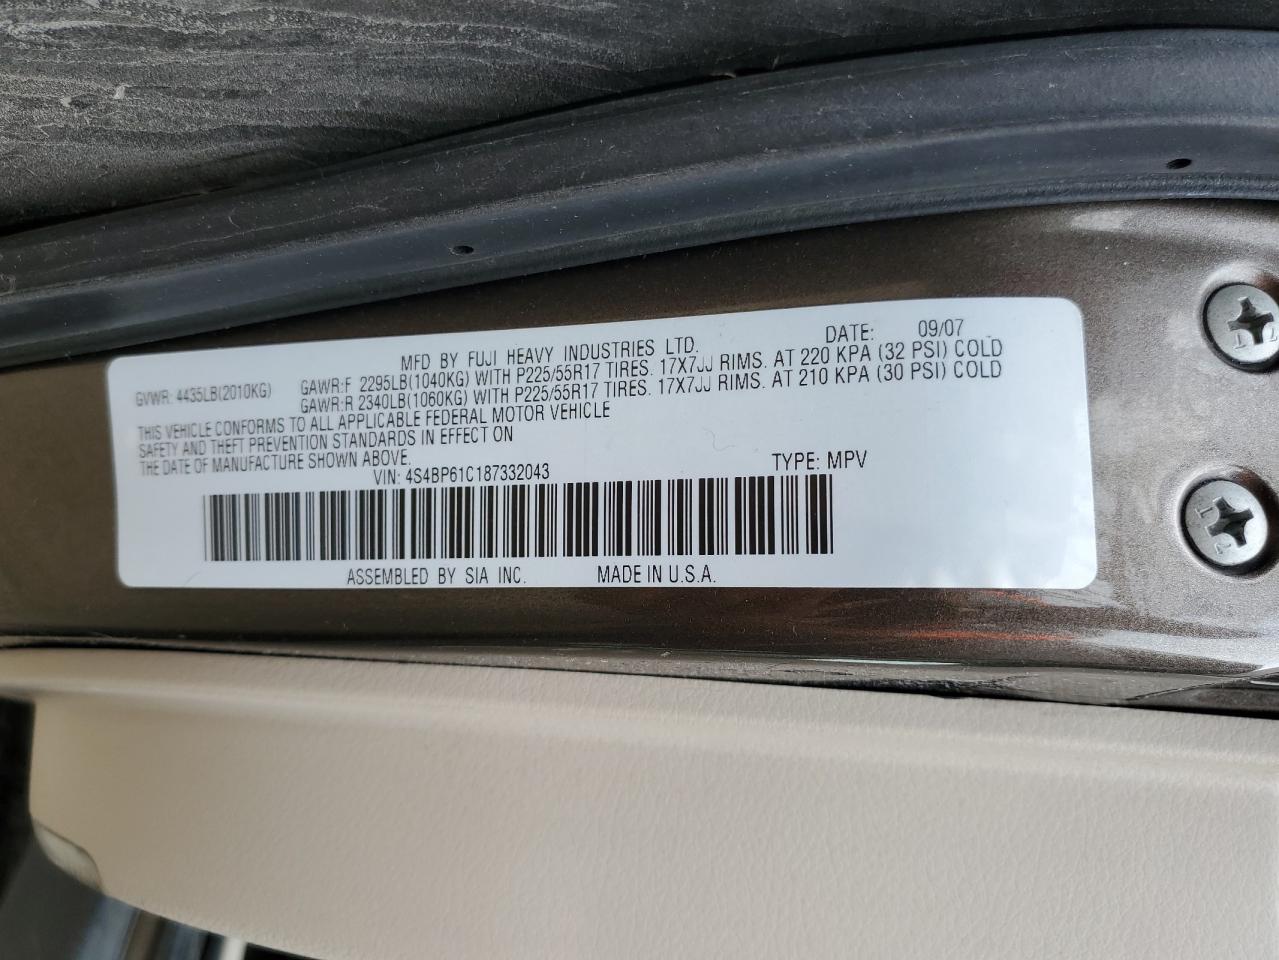 MFD BY FUJI HEAVY INDUSTRIES LTD. DATE: 09/07
GVWR: 4435LB(2010KG) GAWR:F 2295LB(1040KG) WITH P225/55R17 TIRES. 17X7JJ RIMS. AT 220 KPA (32 PSI) COLD
GAWR:R 2340LB(1060KG) WITH P225/55R17 TIRES. 17X7JJ RIMS. AT 210 KPA (30 PSI) COLD
THIS VEHICLE CONFORMS TO ALL APPLICABLE FEDERAL MOTOR VEHICLE
SAFETY AND THEFT PREVENTION STANDARDS IN EFFECT ON
THE DATE OF MANUFACTURE SHOWN ABOVE.
VIN: 4S4BP61C187332043 TYPE: MPV
ASSEMBLED BY SIA INC. MADE IN U.S.A.